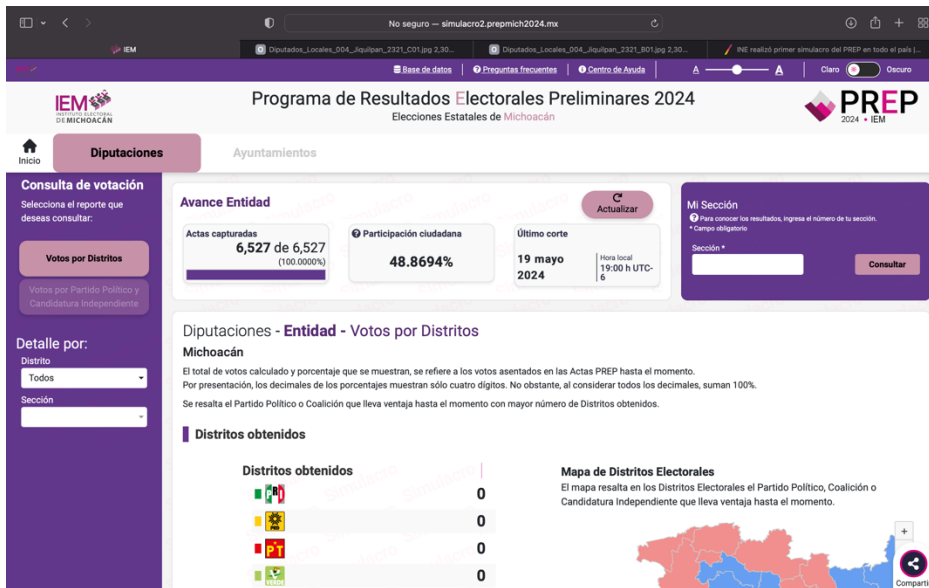 No seguro — simulacro2.prepmich2024.mx
IEM
Diputados_Locales_004_Jiquilpan_2321_C01.jpg 2,30...
Diputados_Locales_004_Jiquilpan_2321_B01.jpg 2,30...
INE realizó primer simulacro del PREP en todo el país |...
Base de datos
Preguntas frecuentes
Centro de Ayuda
A
A
Claro
Oscuro
IEM
INSTITUTO ELECTORAL
DE MICHOACÁN
Programa de Resultados Electorales Preliminares 2024
Elecciones Estatales de Michoacán
PREP
2024 • IEM
Inicio
Diputaciones
Ayuntamientos
Consulta de votación
Selecciona el reporte que
deseas consultar:
Votos por Distritos
Votos por Partido Político y
Candidatura Independiente
Detalle por:
Distrito
Todos
Sección
Avance Entidad
Actualizar
Actas capturadas
6,527 de 6,527
(100.0000%)
Participación ciudadana
48.8694%
Último corte
19 mayo
2024
Hora local
19:00 h UTC-
6
Mi Sección
Para conocer los resultados, ingresa el número de tu sección.
* Campo obligatorio
Sección *
Consultar
Diputaciones - Entidad - Votos por Distritos
Michoacán
El total de votos calculado y porcentaje que se muestran, se refiere a los votos asentados en las Actas PREP hasta el momento.
Por presentación, los decimales de los porcentajes muestran sólo cuatro dígitos. No obstante, al considerar todos los decimales, suman 100%.
Se resalta el Partido Político o Coalición que lleva ventaja hasta el momento con mayor número de Distritos obtenidos.
Distritos obtenidos
Distritos obtenidos
PRI
0
PRD
0
PT
0
VERDE
0
Mapa de Distritos Electorales
El mapa resalta en los Distritos Electorales el Partido Político, Coalición o
Candidatura Independiente que lleva ventaja hasta el momento.
+
Comparti
Simulacro